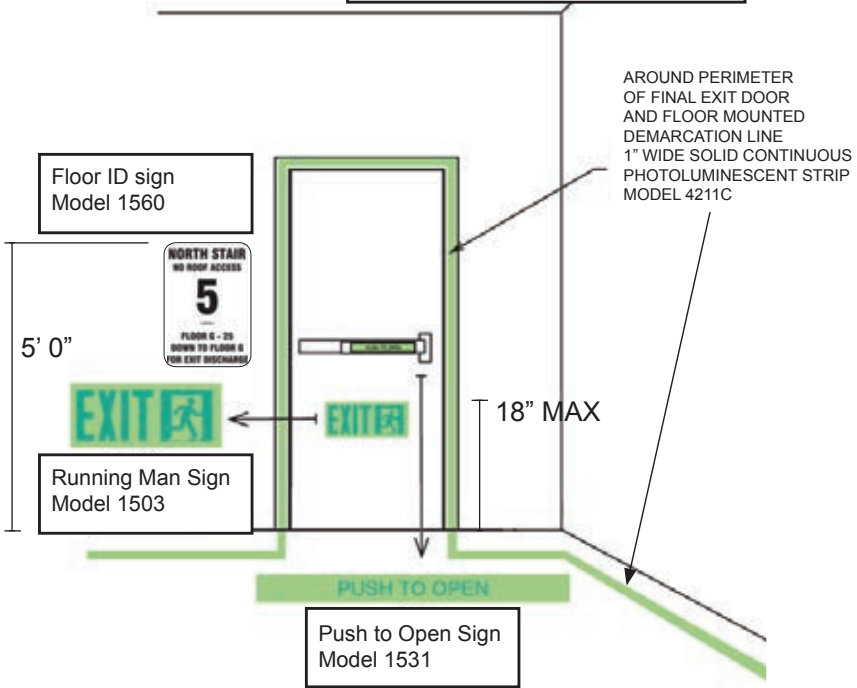 AROUND PERIMETER
OF FINAL EXIT DOOR
AND FLOOR MOUNTED
DEMARCATION LINE
1” WIDE SOLID CONTINUOUS
PHOTOLUMINESCENT STRIP
MODEL 4211C
Floor ID sign
Model 1560
NORTH STAIR
NO ROOF ACCESS
5
FLOOR G - 25
DOWN TO FLOOR G
FOR EXIT DISCHARGE
5’ 0”
PUSH TO OPEN
EXIT
EXIT
18” MAX
Running Man Sign
Model 1503
PUSH TO OPEN
Push to Open Sign
Model 1531